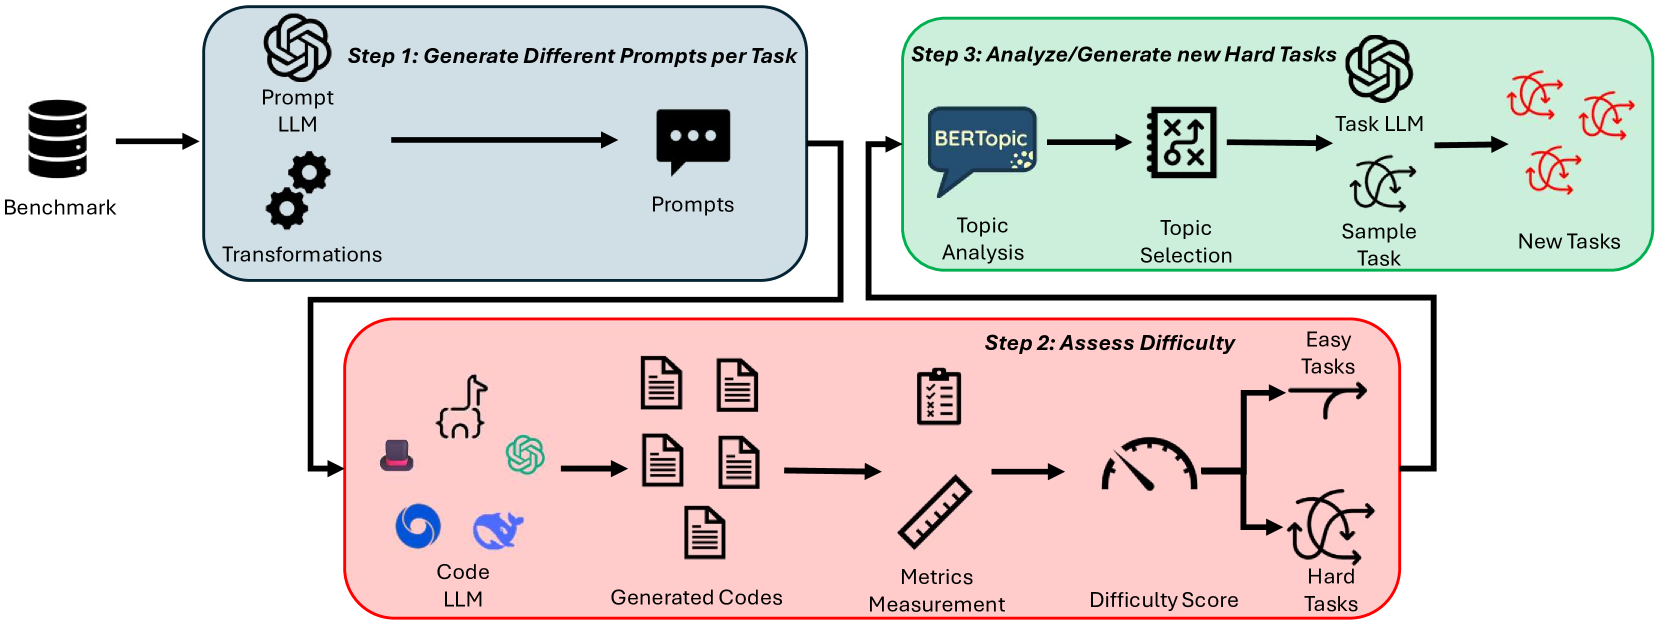 Benchmark
Step 1: Generate Different Prompts per Task
Prompt
LLM
Transformations
Prompts
Step 2: Assess Difficulty
Code
LLM
Generated Codes
Metrics
Measurement
Difficulty Score
Easy
Tasks
Hard
Tasks
Step 3: Analyze/Generate new Hard Tasks
BERTopic
Topic
Analysis
Topic
Selection
Task LLM
Sample
Task
New Tasks